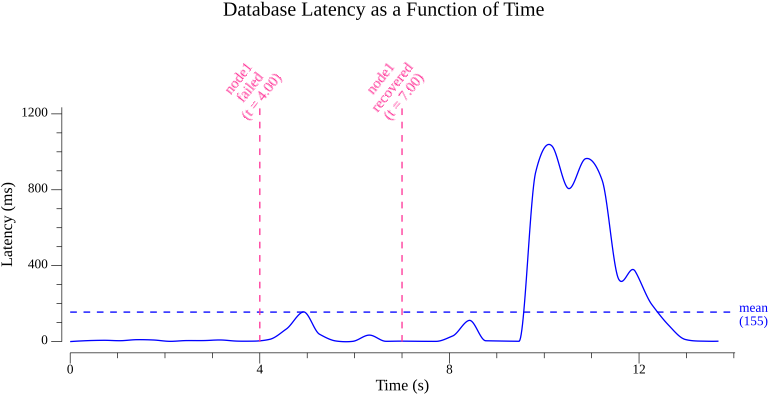 Database Latency as a Function of Time
node1
failed
(t = 4.00)
node1
recovered
(t = 7.00)
1200
800
400
0
Latency (ms)
mean
(155)
0
4
8
12
Time (s)